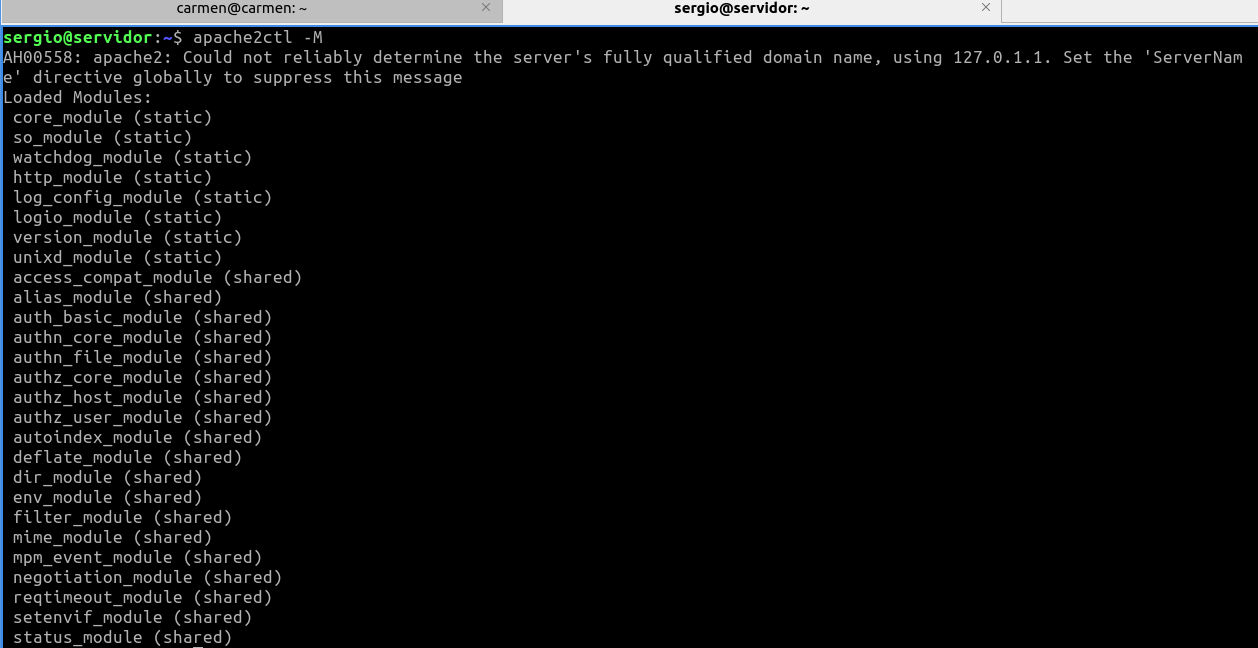 carmen@carmen: ~ × sergio@servidor: ~ ×
sergio@servidor:~$ apache2ctl -M
AH00558: apache2: Could not reliably determine the server's fully qualified domain name, using 127.0.1.1. Set the 'ServerNam
e' directive globally to suppress this message
Loaded Modules:
 core_module (static)
 so_module (static)
 watchdog_module (static)
 http_module (static)
 log_config_module (static)
 logio_module (static)
 version_module (static)
 unixd_module (static)
 access_compat_module (shared)
 alias_module (shared)
 auth_basic_module (shared)
 authn_core_module (shared)
 authn_file_module (shared)
 authz_core_module (shared)
 authz_host_module (shared)
 authz_user_module (shared)
 autoindex_module (shared)
 deflate_module (shared)
 dir_module (shared)
 env_module (shared)
 filter_module (shared)
 mime_module (shared)
 mpm_event_module (shared)
 negotiation_module (shared)
 reqtimeout_module (shared)
 setenvif_module (shared)
 status_module (shared)